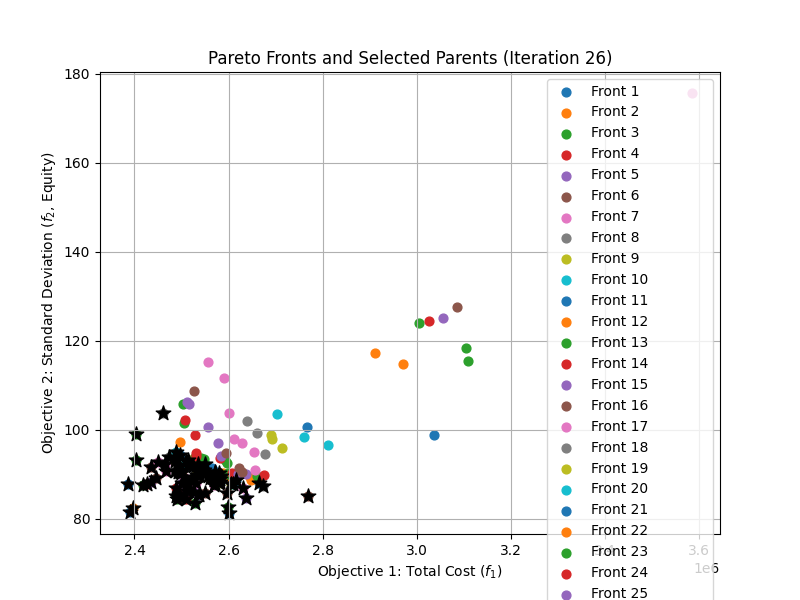 Pareto Fronts and Selected Parents (Iteration 26)
Objective 2: Standard Deviation (f₂, Equity)
180
160
140
120
100
80
2.4
2.6
2.8
3.0
3.2
3.6
1e6
Objective 1: Total Cost (f₁)
Front 1
Front 2
Front 3
Front 4
Front 5
Front 6
Front 7
Front 8
Front 9
Front 10
Front 11
Front 12
Front 13
Front 14
Front 15
Front 16
Front 17
Front 18
Front 19
Front 20
Front 21
Front 22
Front 23
Front 24
Front 25